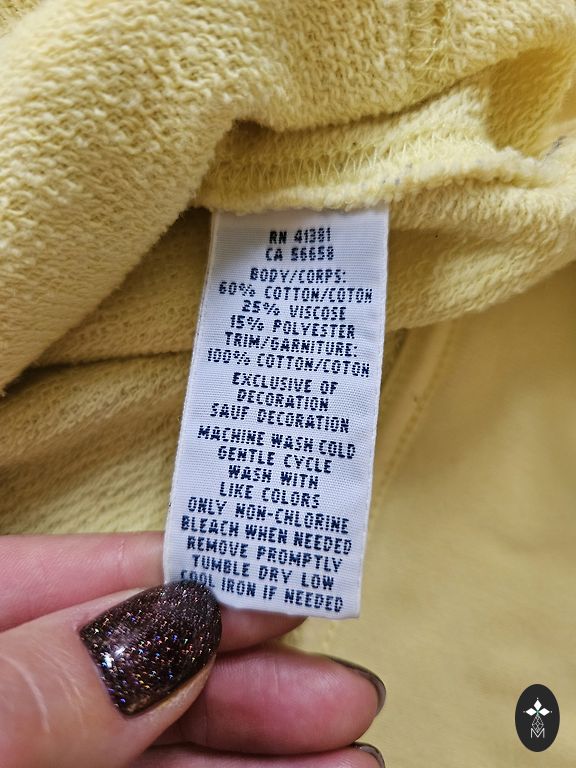 RN 41381
CA 56658
BODY/CORPS:
60% COTTON/COTON
25% VISCOSE
15% POLYESTER
TRIM/GARNITURE:
100% COTTON/COTON
EXCLUSIVE OF
DECORATION
SAUF DECORATION
MACHINE WASH COLD
GENTLE CYCLE
WASH WITH
LIKE COLORS
ONLY NON-CHLORINE
BLEACH WHEN NEEDED
REMOVE PROMPTLY
TUMBLE DRY LOW
COOL IRON IF NEEDED
M